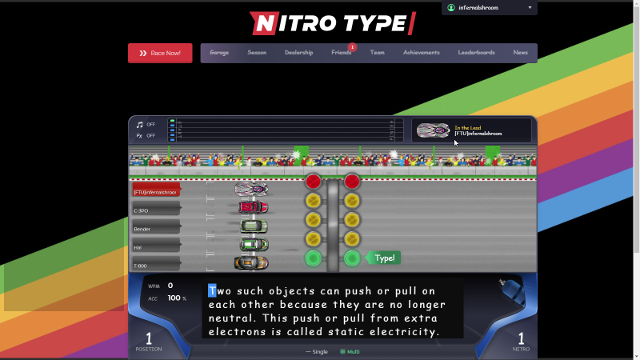 NITRO TYPE
infernalshroom
Race Now!
Garage
Season
Dealership
Friends
1
Team
Achievements
Leaderboards
News
OFF
FX OFF
In the Lead
[FTU]infernalshroom
[FTU]infernalshroom
C-3PO
Bender
T-800
Type!
WPM 0
ACC 100 %
1
POSITION
Two such objects can push or pull on
each other because they are no longer
neutral. This push or pull from extra
electrons is called static electricity.
1
NITRO
Single
Multi